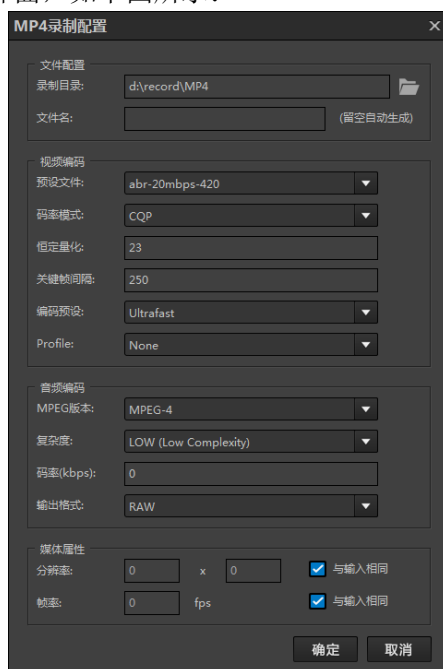 MP4录制配置 ×
文件配置
录制目录: d:\record\MP4
文件名: (留空自动生成)
视频编码
预设文件: abr-20mbps-420
码率模式: CQP
恒定量化: 23
关键帧间隔: 250
编码预设: Ultrafast
Profile: None
音频编码
MPEG版本: MPEG-4
复杂度: LOW (Low Complexity)
码率(kbps): 0
输出格式: RAW
媒体属性
分辨率: 0 x 0 与输入相同
帧率: 0 fps 与输入相同
确定 取消